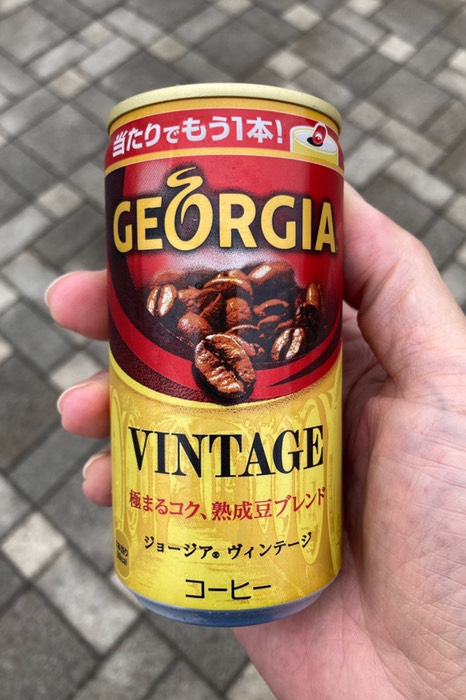 当たりでもう1本!
GEORGIA
VINTAGE
極まるコク、熟成豆ブレンド
ジョージア® ヴィンテージ
コーヒー